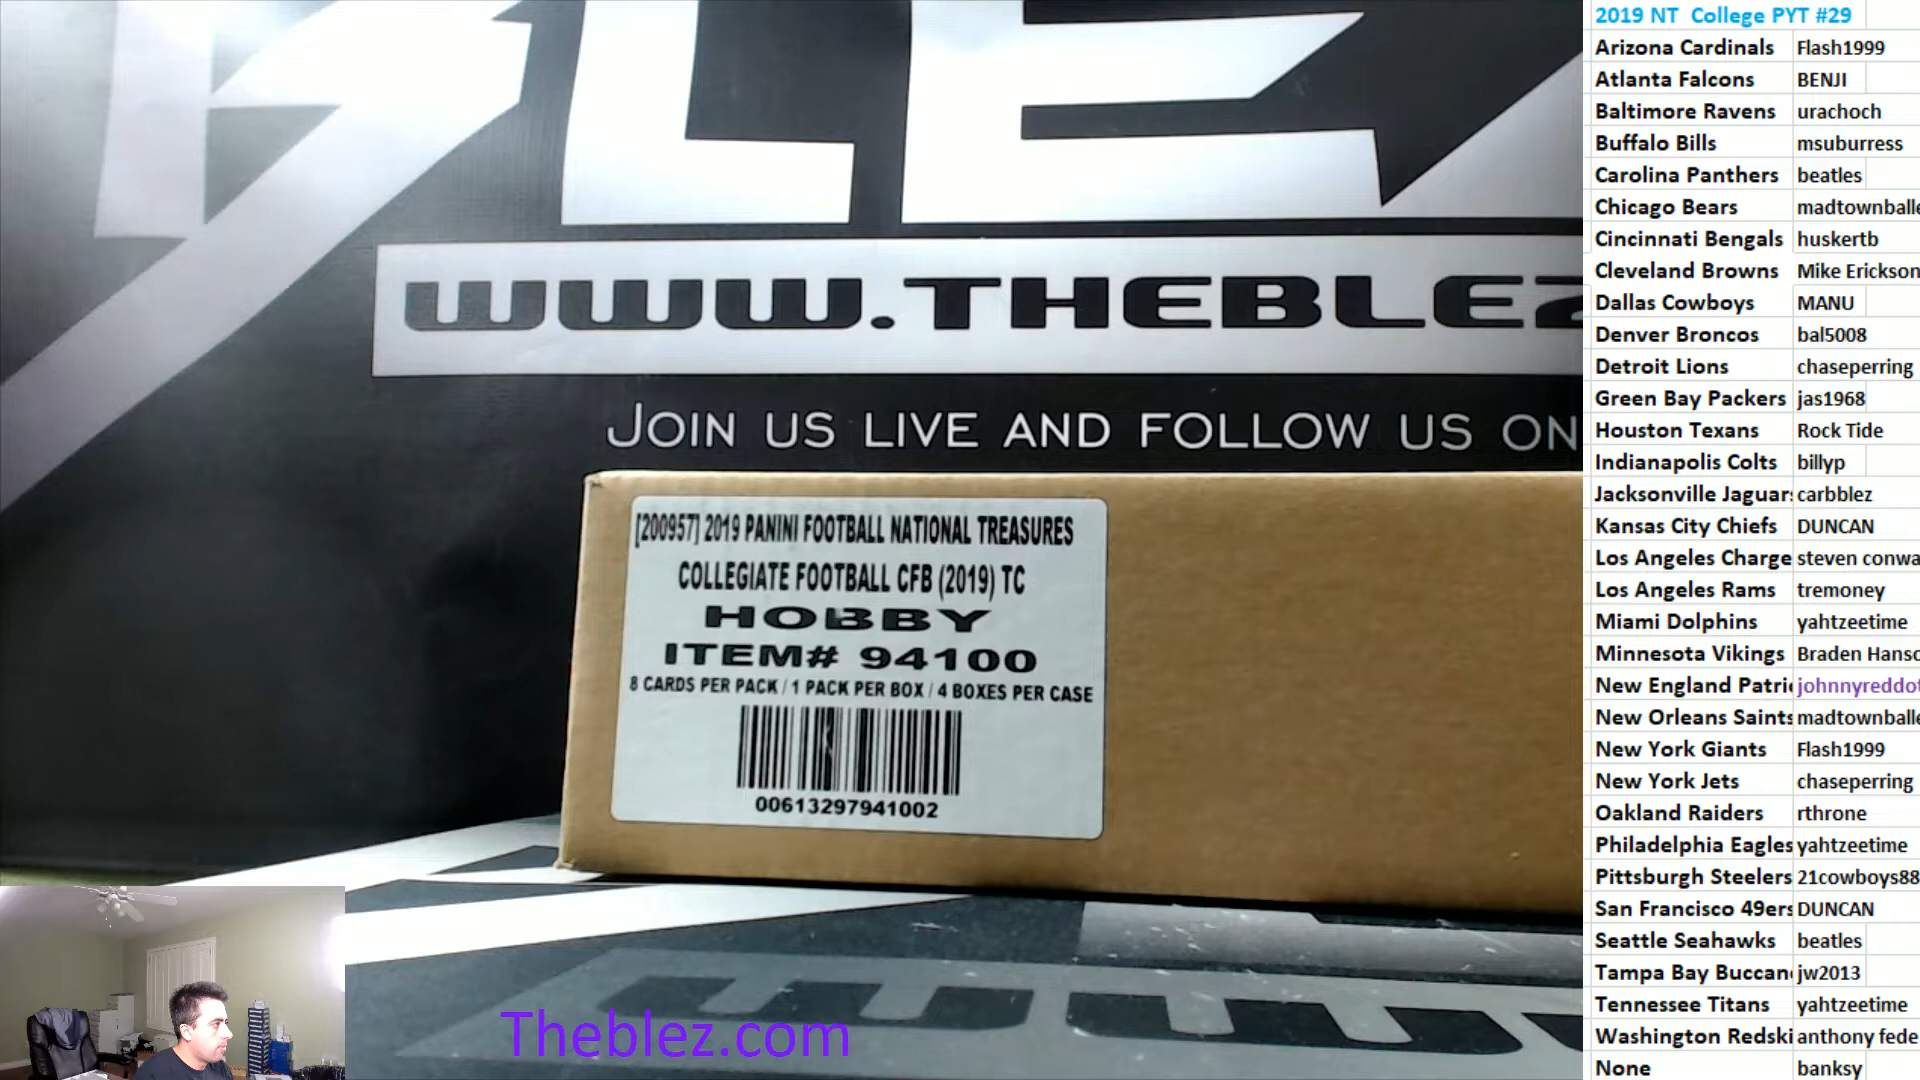 WWW.THEBLEZ
JOIN US LIVE AND FOLLOW US ON
[200957] 2019 PANINI FOOTBALL NATIONAL TREASURES
COLLEGIATE FOOTBALL CFB (2019) TC
HOBBY
ITEM# 94100
8 CARDS PER PACK / 1 PACK PER BOX / 4 BOXES PER CASE
00613297941002
Theblez.com
2019 NT College PYT #29
Arizona Cardinals Flash1999
Atlanta Falcons BENJI
Baltimore Ravens urachoch
Buffalo Bills msuburress
Carolina Panthers beatles
Chicago Bears madtownballe
Cincinnati Bengals huskertb
Cleveland Browns Mike Erickson
Dallas Cowboys MANU
Denver Broncos bal5008
Detroit Lions chaseperring
Green Bay Packers jas1968
Houston Texans Rock Tide
Indianapolis Colts billyp
Jacksonville Jaguars carbblez
Kansas City Chiefs DUNCAN
Los Angeles Charge steven conwa
Los Angeles Rams tremoney
Miami Dolphins yahtzeetime
Minnesota Vikings Braden Hanso
New England Patri johnnyreddot
New Orleans Saints madtownballe
New York Giants Flash1999
New York Jets chaseperring
Oakland Raiders rthrone
Philadelphia Eagles yahtzeetime
Pittsburgh Steelers 21cowboys88
San Francisco 49ers DUNCAN
Seattle Seahawks beatles
Tampa Bay Buccan jw2013
Tennessee Titans yahtzeetime
Washington Redski anthony fede
None banksy